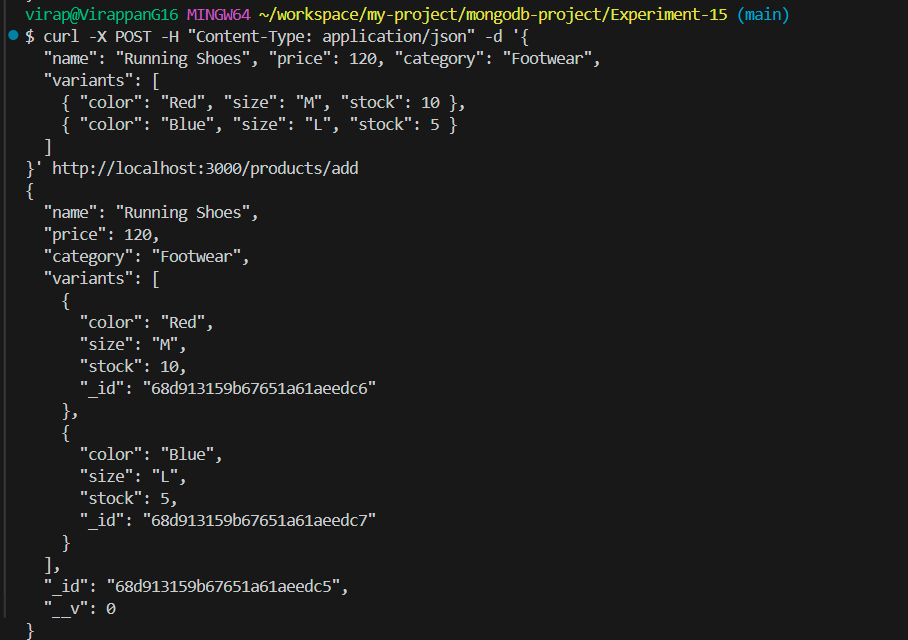 virap@VirappanG16 MINGW64 ~/workspace/my-project/mongodb-project/Experiment-15 (main)
$ curl -X POST -H "Content-Type: application/json" -d '{
  "name": "Running Shoes", "price": 120, "category": "Footwear",
  "variants": [
    { "color": "Red", "size": "M", "stock": 10 },
    { "color": "Blue", "size": "L", "stock": 5 }
  ]
}' http://localhost:3000/products/add
{
  "name": "Running Shoes",
  "price": 120,
  "category": "Footwear",
  "variants": [
    {
      "color": "Red",
      "size": "M",
      "stock": 10,
      "_id": "68d913159b67651a61aeedc6"
    },
    {
      "color": "Blue",
      "size": "L",
      "stock": 5,
      "_id": "68d913159b67651a61aeedc7"
    }
  ],
  "_id": "68d913159b67651a61aeedc5",
  "__v": 0
}